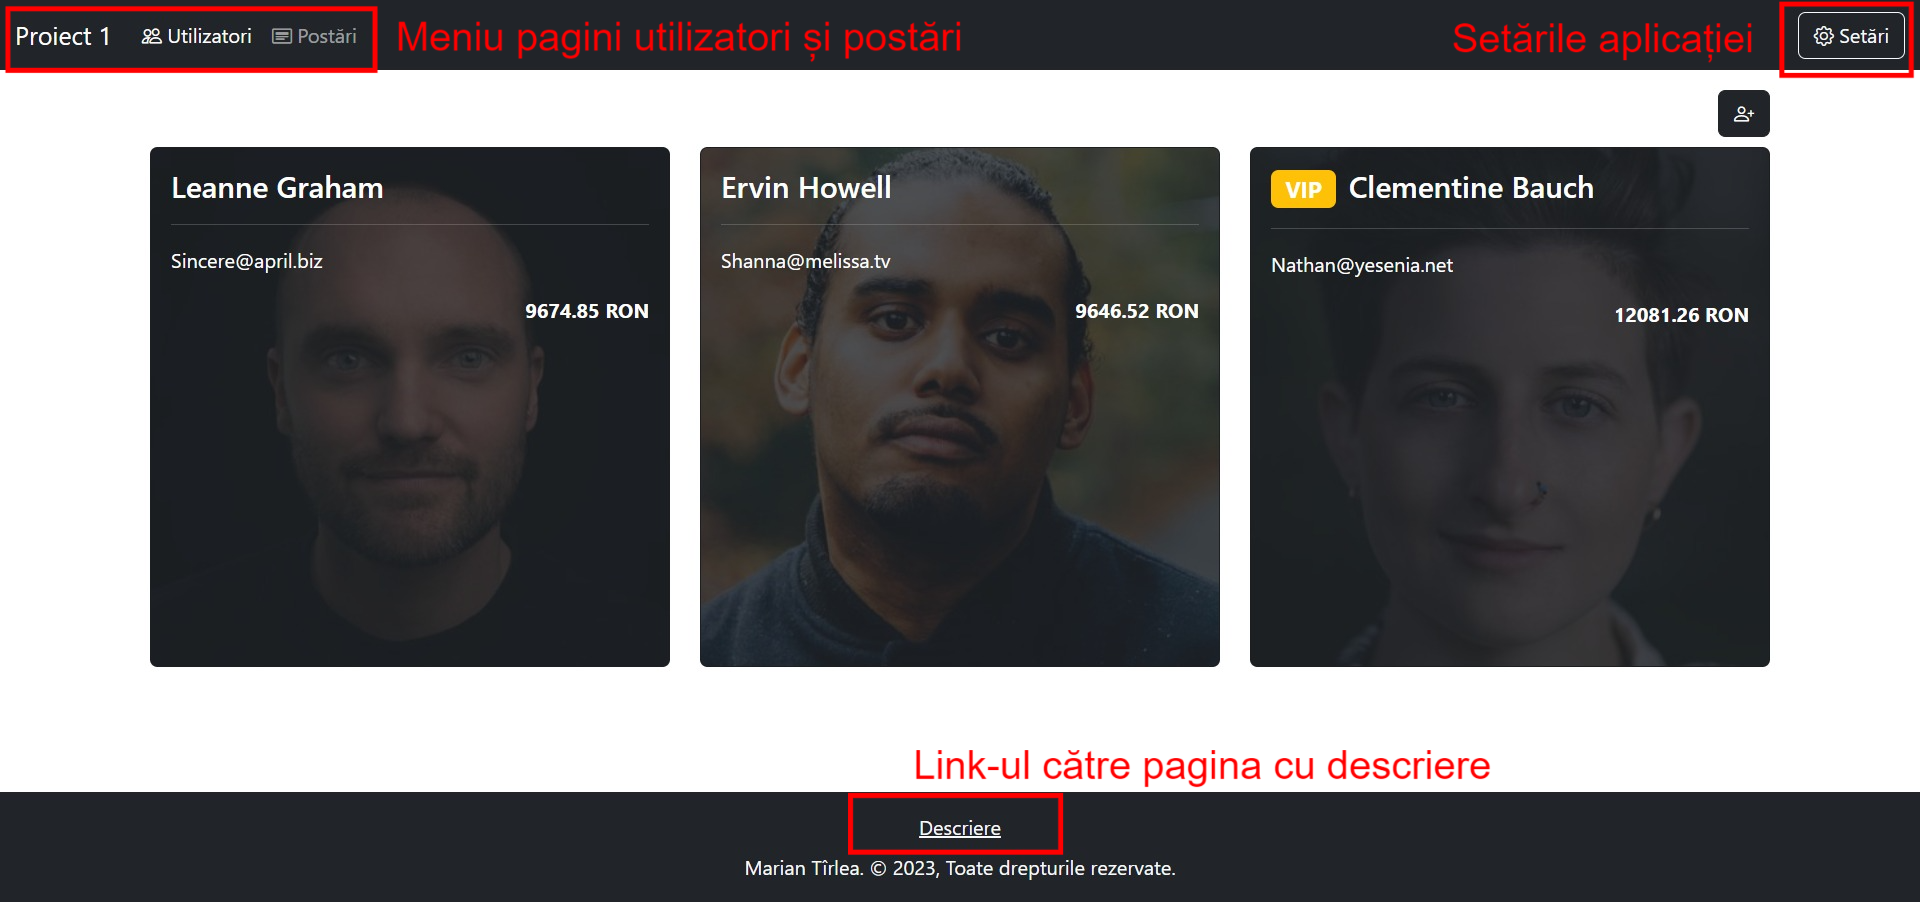 Proiect 1 Utilizatori Postări Meniu pagini utilizatori și postări Setările aplicației Setări
Leanne Graham
Sincere@april.biz
9674.85 RON
Ervin Howell
Shanna@melissa.tv
9646.52 RON
VIP Clementine Bauch
Nathan@yesenia.net
12081.26 RON
Link-ul către pagina cu descriere
Descriere
Marian Tîrlea. © 2023, Toate drepturile rezervate.